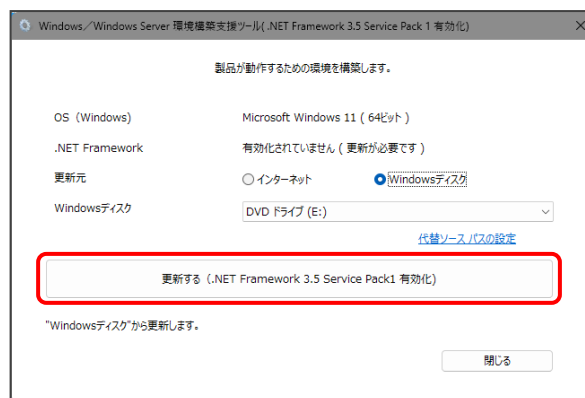 Windows／Windows Server 環境構築支援ツール( .NET Framework 3.5 Service Pack 1 有効化)
製品が動作するための環境を構築します。
OS（Windows) Microsoft Windows 11 ( 64ビット )
.NET Framework 有効化されていません ( 更新が必要です )
更新元 インターネット Windowsディスク
Windowsディスク DVD ドライブ (E:)
代替ソース パスの設定
更新する（.NET Framework 3.5 Service Pack1 有効化)
"Windowsディスク"から更新します。
閉じる